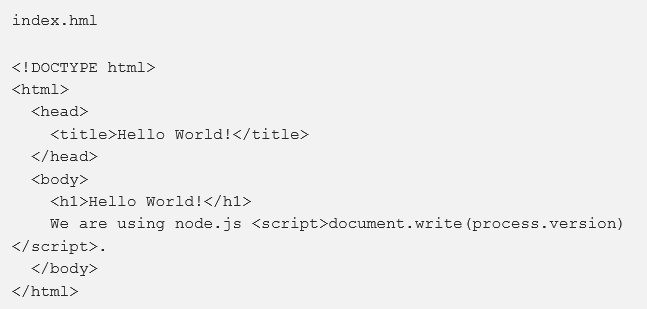 index.hml
<!DOCTYPE html>
<html>
<head>
<title>Hello World!</title>
</head>
<body>
<h1>Hello World!</h1>
We are using node.js <script>document.write(process.version)
</script>.
</body>
</html>